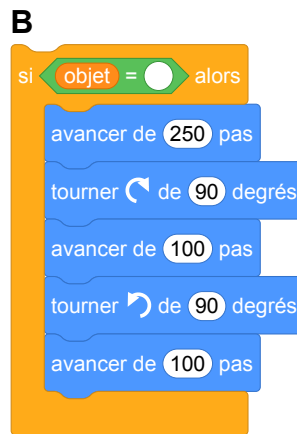 B
si objet = alors
avancer de 250 pas
tourner de 90 degrés
avancer de 100 pas
tourner de 90 degrés
avancer de 100 pas